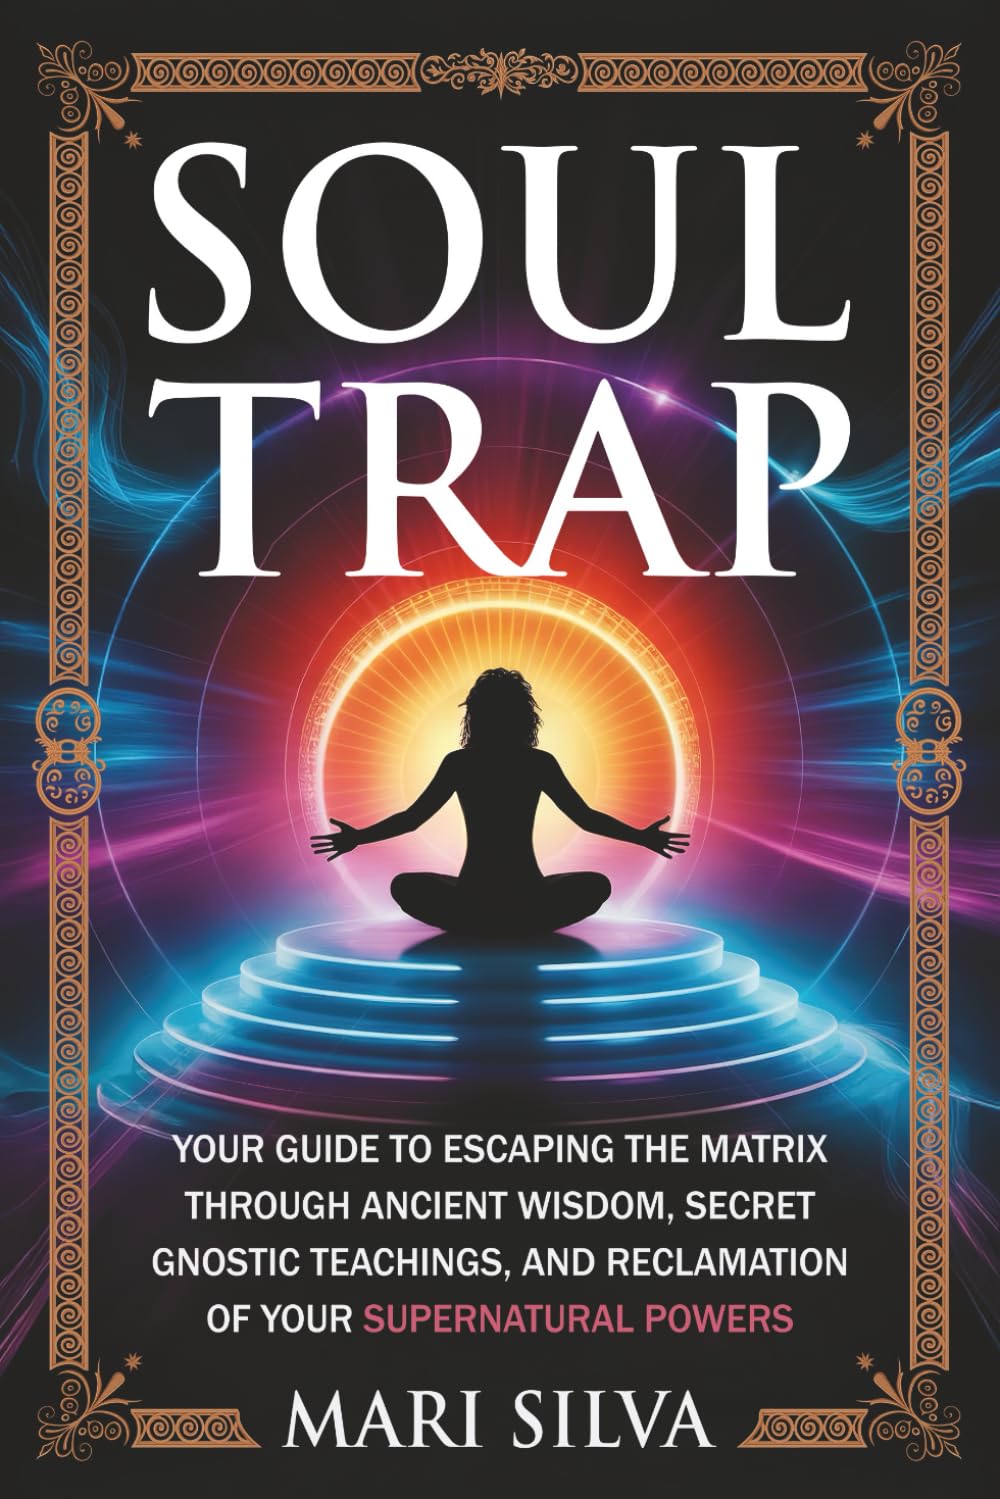 SOUL
TRAP
YOUR GUIDE TO ESCAPING THE MATRIX
THROUGH ANCIENT WISDOM, SECRET
GNOSTIC TEACHINGS, AND RECLAMATION
OF YOUR SUPERNATURAL POWERS
MARI SILVA